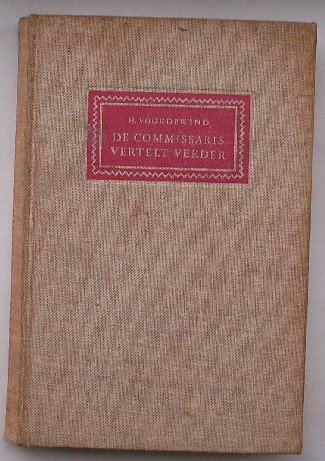 H. VOORDEWIND
DE COMMISSARIS
VERTELT VERDER